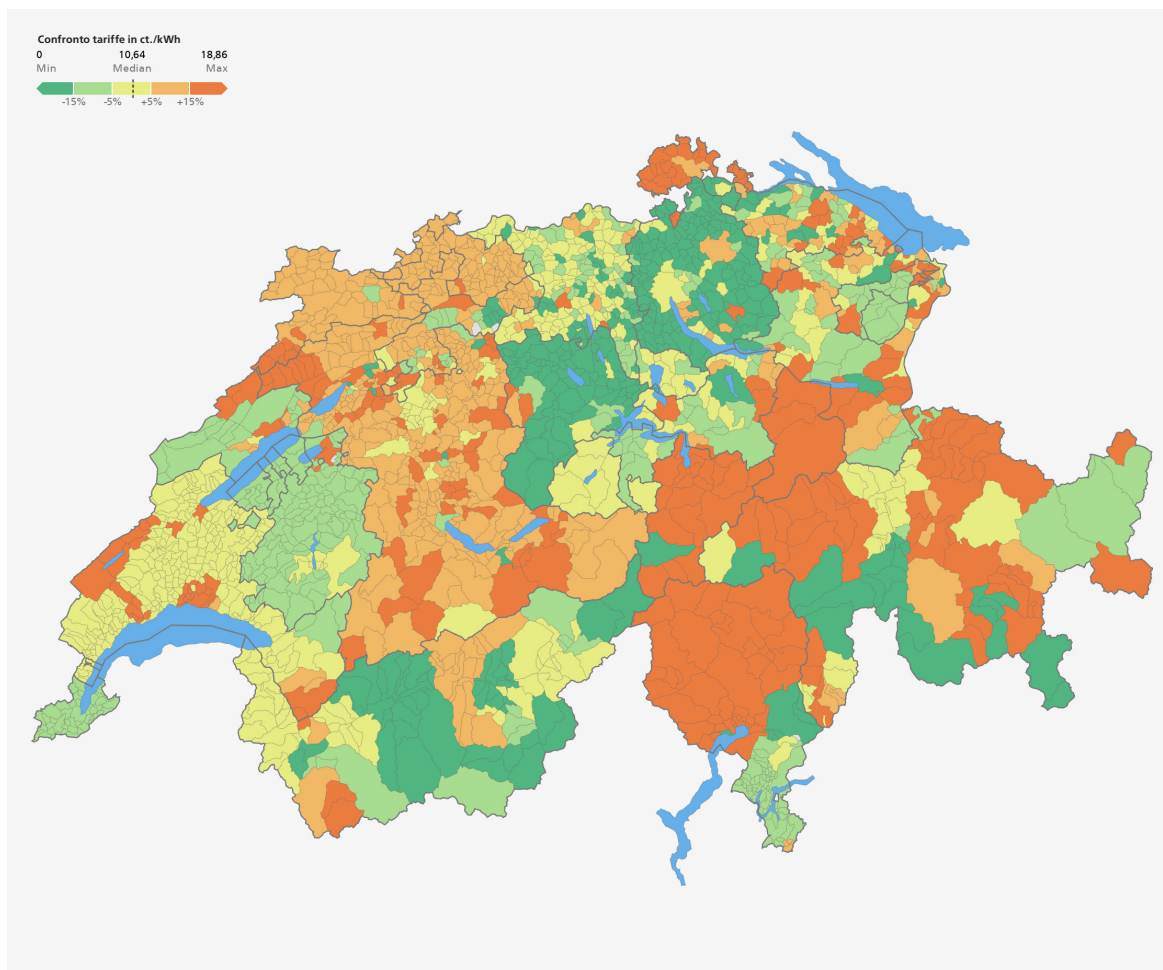 Confronto tariffe in ct./kWh
0 10,64 18,86
Min Median Max
-15% -5% +5% +15%